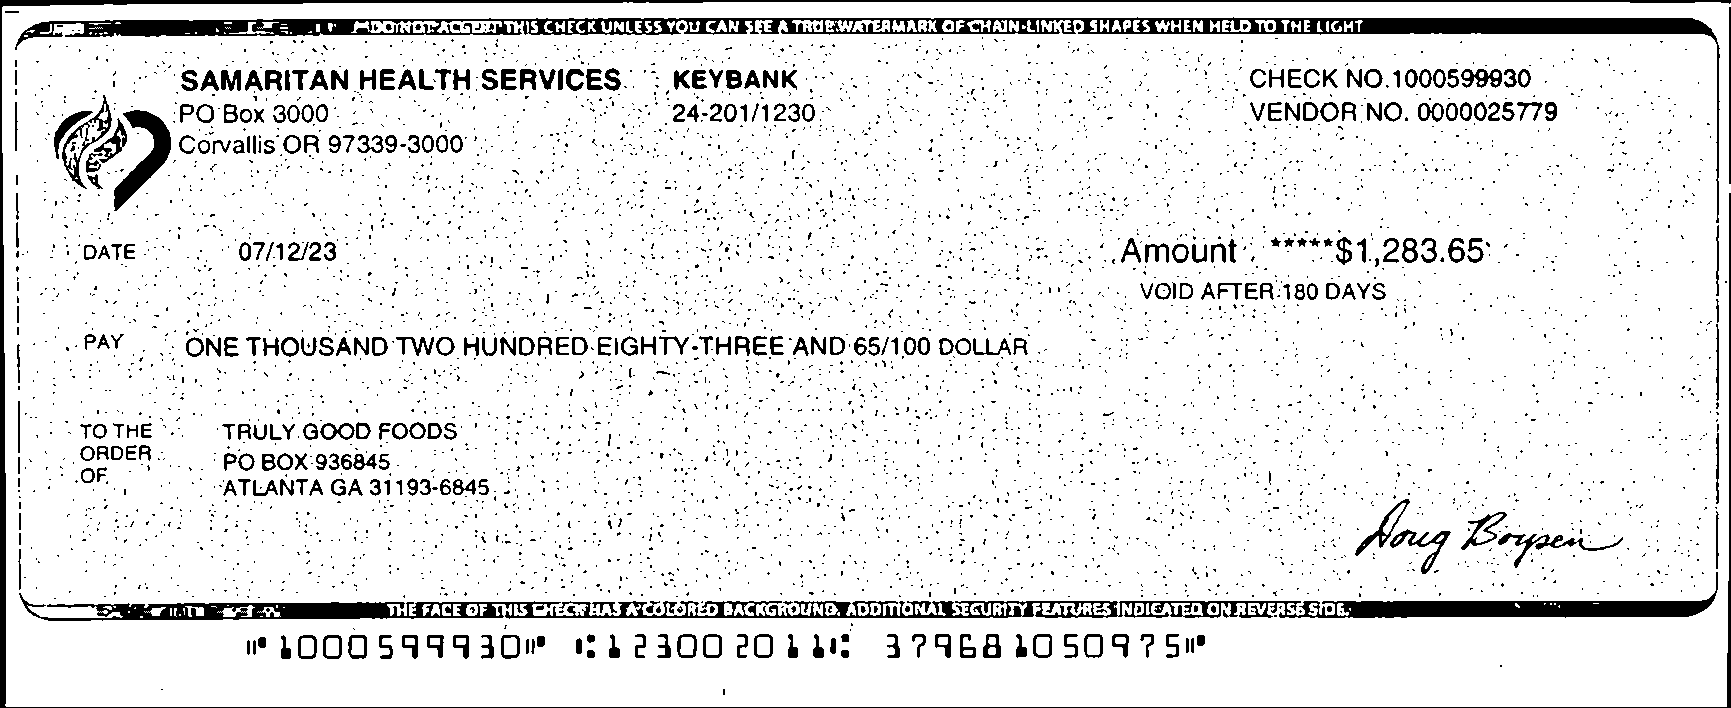 DO NOT ACCEPT THIS CHECK UNLESS YOU CAN SEE A TRUE WATERMARK OF CHAIN-LINKED SHAPES WHEN HELD TO THE LIGHT
SAMARITAN HEALTH SERVICES KEYBANK CHECK NO.1000599930
PO Box 3000 24-201/1230 VENDOR NO. 0000025779
Corvallis OR 97339-3000
DATE 07/12/23 Amount *****$1,283.65
VOID AFTER 180 DAYS
PAY ONE THOUSAND TWO HUNDRED EIGHTY-THREE AND 65/100 DOLLAR
TO THE TRULY GOOD FOODS
ORDER PO BOX 936845
OF ATLANTA GA 31193-6845
Doug Boysen
THE FACE OF THIS CHECK HAS A COLORED BACKGROUND. ADDITIONAL SECURITY FEATURES INDICATED ON REVERSE SIDE.
⑈1000599930⑈ ⑆123002011⑆ 379681050975⑈